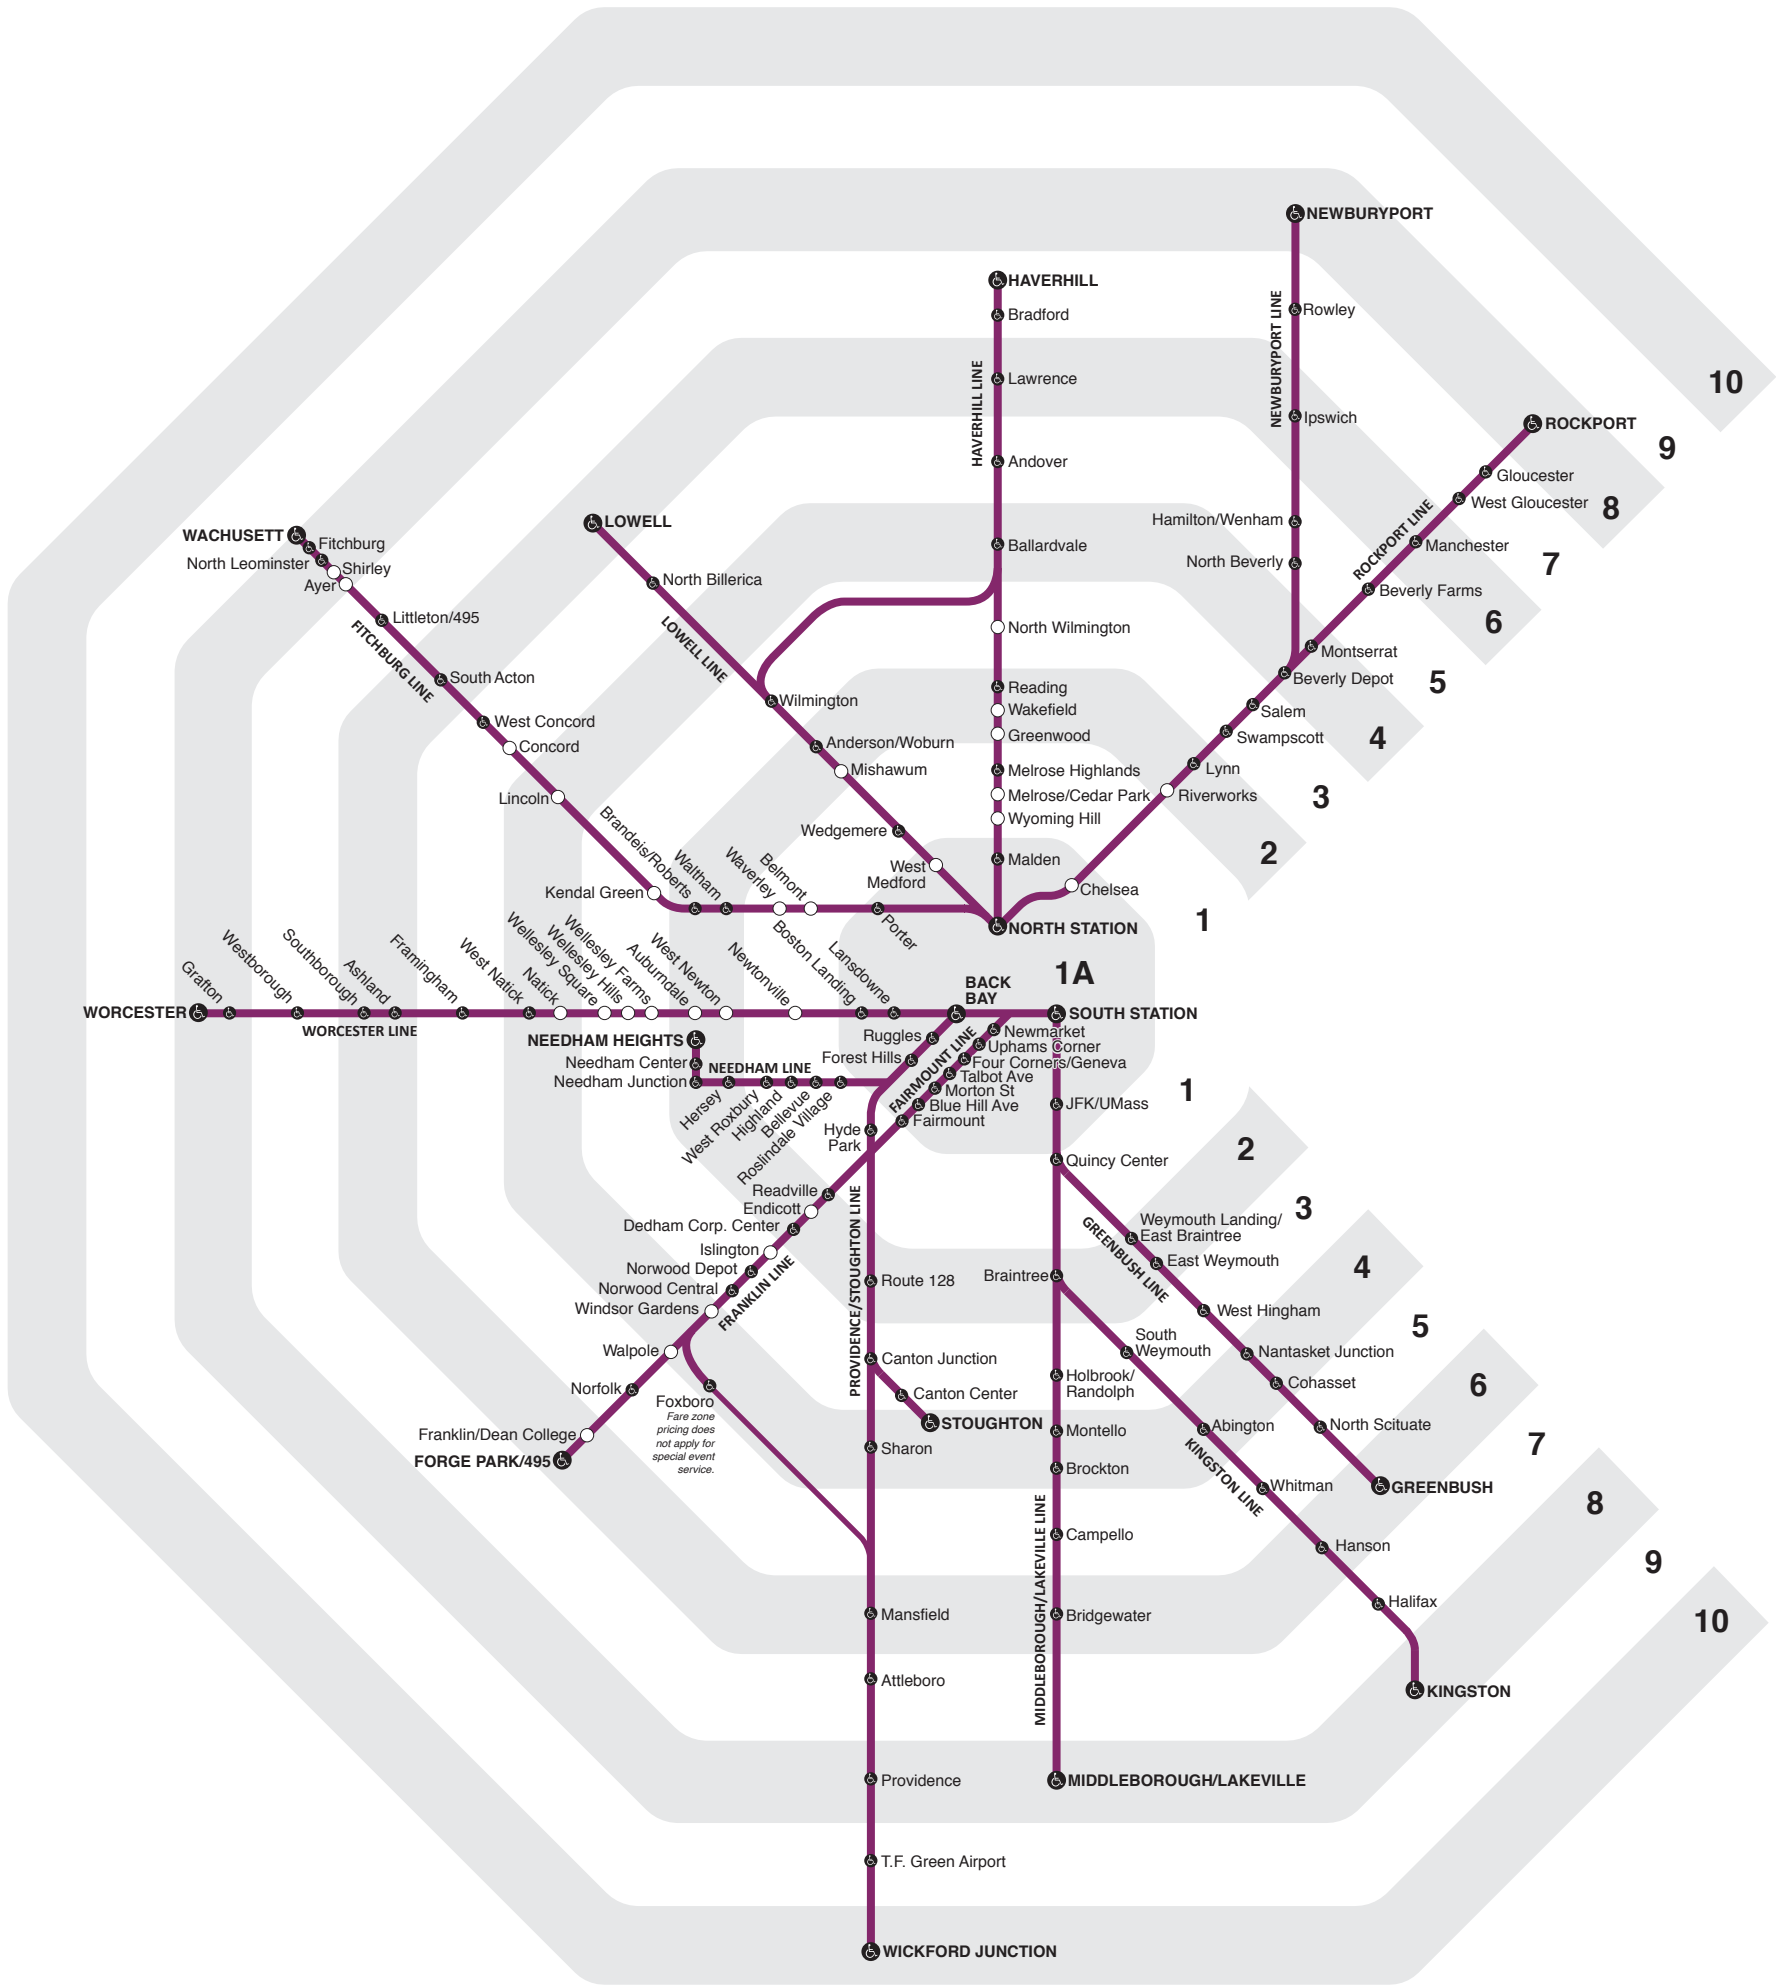 NEWBURYPORT
HAVERHILL
Bradford
Rowley
NEWBURYPORT LINE
HAVERHILL LINE
Lawrence
10
Ipswich
ROCKPORT
9
Andover
Gloucester
West Gloucester
8
ROCKPORT LINE
LOWELL
Hamilton/Wenham
WACHUSETT
Fitchburg
North Leominster
Shirley
Ayer
Ballardvale
Manchester
North Beverly
7
North Billerica
Beverly Farms
Littleton/495
FITCHBURG LINE
LOWELL LINE
North Wilmington
6
Montserrat
South Acton
Beverly Depot
5
Reading
Wilmington
Wakefield
Salem
West Concord
Greenwood
Swampscott
4
Concord
Anderson/Woburn
Mishawum
Melrose Highlands
Lynn
Lincoln
Melrose/Cedar Park
Riverworks
3
Wyoming Hill
Wedgemere
2
Brandeis/Roberts
Waltham
Waverley
Belmont
West
Medford
Malden
Kendal Green
Chelsea
Porter
NORTH STATION
1
Grafton
Westborough
Southborough
Ashland
Framingham
West Natick
Natick
Wellesley Square
Wellesley Hills
Wellesley Farms
Auburndale
West Newton
Newtonville
Boston Landing
Lansdowne
1A
BACK
BAY
WORCESTER
WORCESTER LINE
SOUTH STATION
NEEDHAM HEIGHTS
Ruggles
Newmarket
Uphams Corner
Forest Hills
Four Corners/Geneva
Needham Center
NEEDHAM LINE
Talbot Ave
Needham Junction
FAIRMOUNT LINE
Morton St
Blue Hill Ave
Fairmount
JFK/UMass
1
Hersey
West Roxbury
Highland
Bellevue
Roslindale Village
Hyde
Park
2
Quincy Center
Readville
Endicott
Dedham Corp. Center
Islington
Norwood Depot
Norwood Central
Windsor Gardens
FRANKLIN LINE
PROVIDENCE/STOUGHTON LINE
3
Weymouth Landing/
East Braintree
East Weymouth
GREENBUSH LINE
4
Route 128
Braintree
West Hingham
5
South
Weymouth
Nantasket Junction
Walpole
Canton Junction
Norfolk
Canton Center
Holbrook/
Randolph
Cohasset
6
Foxboro
Fare zone
pricing does
not apply for
special event
service.
STOUGHTON
Franklin/Dean College
FORGE PARK/495
Sharon
Montello
Abington
North Scituate
7
Brockton
KINGSTON LINE
Whitman
GREENBUSH
8
MIDDLEBOROUGH/LAKEVILLE LINE
Campello
Hanson
9
Mansfield
Bridgewater
Halifax
10
Attleboro
KINGSTON
Providence
MIDDLEBOROUGH/LAKEVILLE
T.F. Green Airport
WICKFORD JUNCTION